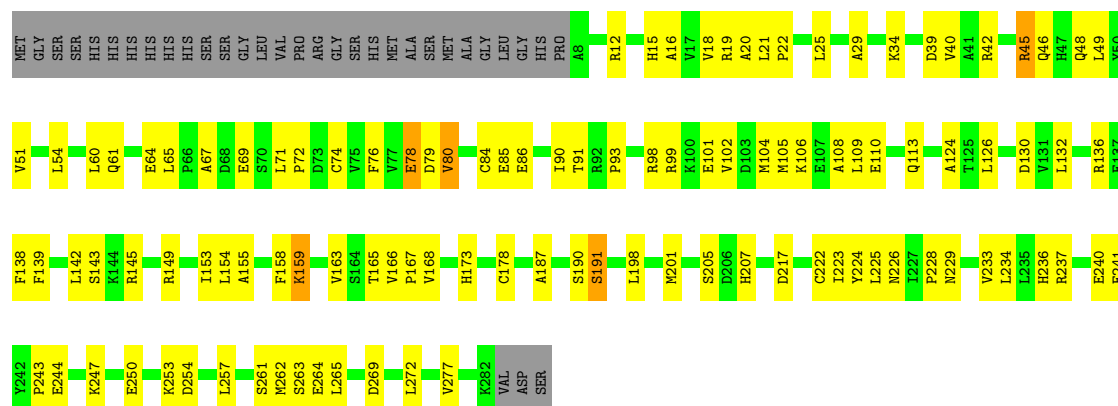 MET GLY SER SER HIS HIS HIS HIS HIS HIS SER SER GLY LEU VAL PRO ARG GLY SER HIS MET ALA SER MET ALA GLY LEU GLY HIS PRO A8 R12 H15 A16 V17 V18 R19 A20 L21 P22 L25 A29 K34 D39 V40 A41 R42 R45 Q46 H47 Q48 L49 Y50
V51 L54 L60 Q61 E64 L65 P66 A67 D68 E69 S70 L71 P72 D73 C74 V75 F76 V77 E78 D79 V80 C84 E85 E86 I90 T91 R92 P93 R98 R99 K100 E101 V102 D103 M104 M105 K106 E107 A108 L109 E110 Q113 A124 T125 L126 D130 V131 L132 R136
F138 F139 L142 S143 K144 R145 R149 I153 L154 A155 F158 K159 V163 S164 T165 V166 P167 V168 H173 C178 A187 S190 S191 L198 M201 S205 D206 H207 D217 C222 I223 Y224 L225 N226 I227 P228 N229 V233 L234 L235 H236 R237 E240
Y242 P243 E244 K247 E250 K253 D254 L257 S261 M262 S263 E264 L265 D269 L272 V277 K282 VAL ASP SER